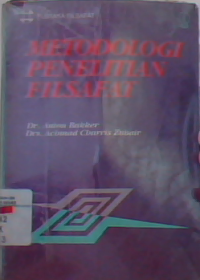 METODOLOGI
PENELITIAN
FILSAFAT
Dr. Anton Bakker
Drs. Achmad Charris Zubair